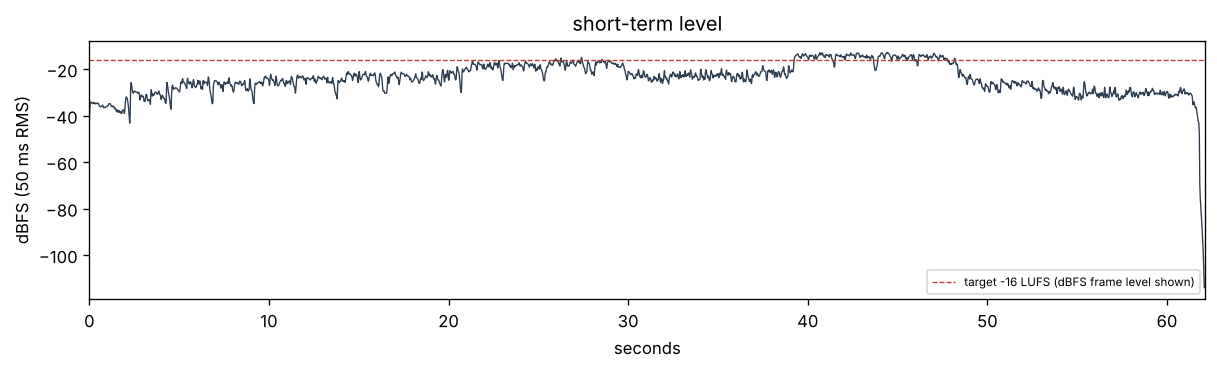 short-term level
dBFS (50 ms RMS)
−20
−40
−60
−80
−100
target -16 LUFS (dBFS frame level shown)
0 10 20 30 40 50 60
seconds